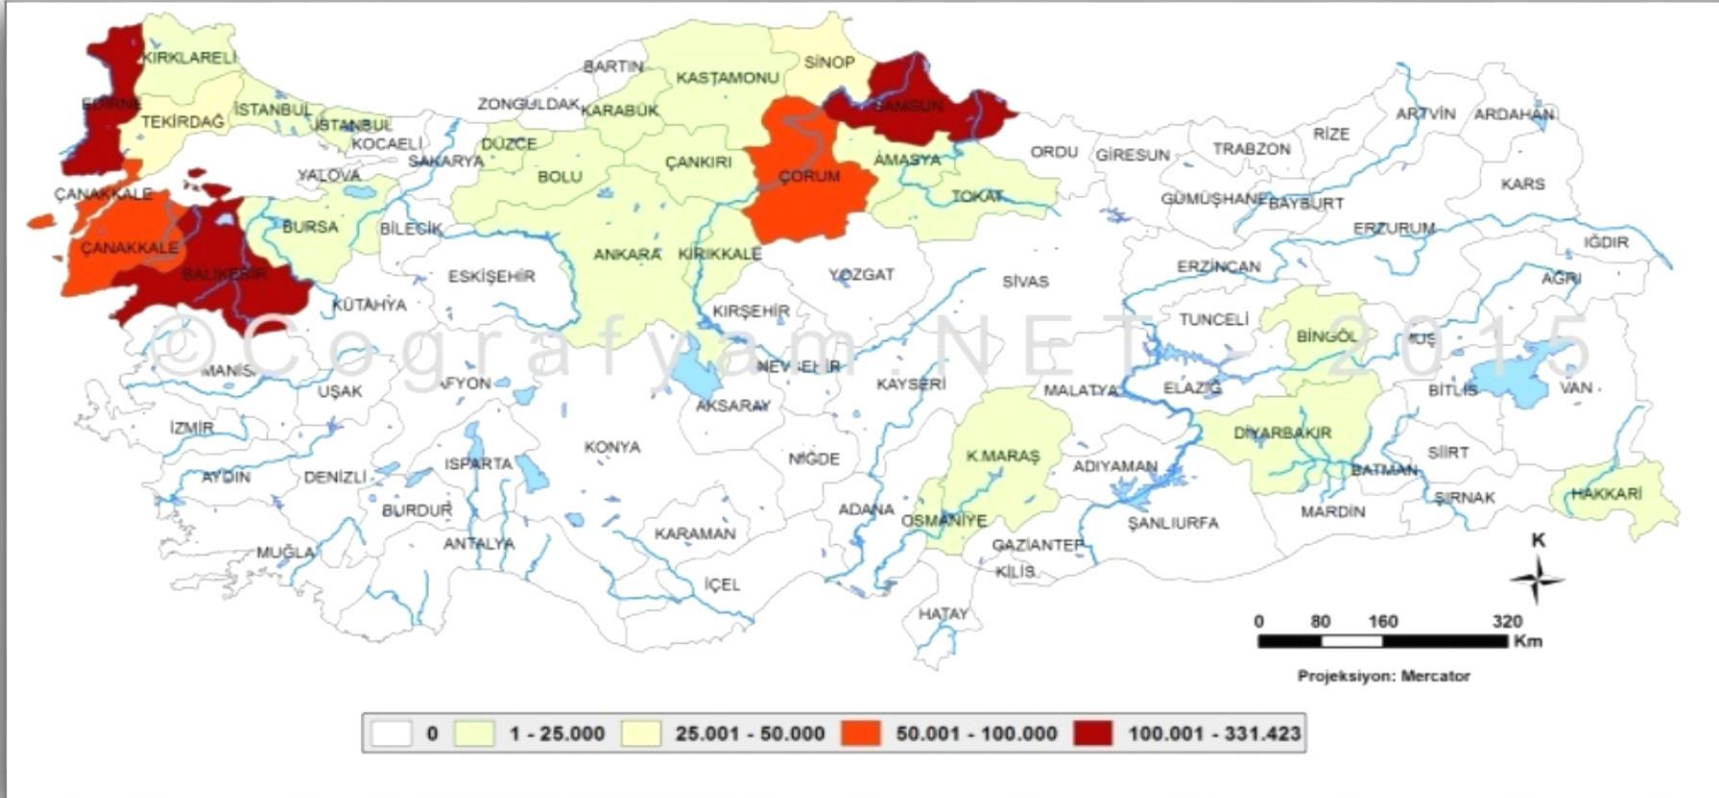 BARTIN
SİNOP
KIRKLARELİ
KASTAMONU
EDİRNE
ZONGULDAK
KARABÜK
SAMSUN
ARTVİN
ARDAHAN
TEKİRDAĞ
İSTANBUL
İSTANBUL
KOCAELİ
DÜZCE
RİZE
SAKARYA
ÇANKIRI
AMASYA
ORDU
GİRESUN
TRABZON
YALOVA
BOLU
ÇORUM
KARS
ÇANAKKALE
TOKAT
GÜMÜŞHANE
BAYBURT
BURSA
BİLECİK
ERZURUM
ÇANAKKALE
ANKARA
KIRIKKALE
IĞDIR
BALIKESİR
ESKİŞEHİR
YOZGAT
SİVAS
ERZİNCAN
AĞRI
KÜTAHYA
KIRŞEHİR
TUNCELİ
BİNGÖL
MUŞ
©Cografyam.NET - 2015
MANİSA
UŞAK
AFYON
NEVŞEHİR
KAYSERİ
MALATYA
ELAZIĞ
BİTLİS
VAN
AKSARAY
İZMİR
KONYA
DİYARBAKIR
AYDIN
DENİZLİ
ISPARTA
NİĞDE
K.MARAŞ
ADIYAMAN
BATMAN
SİİRT
BURDUR
ADANA
OSMANİYE
ŞANLIURFA
MARDİN
ŞIRNAK
HAKKARİ
MUĞLA
ANTALYA
KARAMAN
GAZİANTEP
KİLİS
İÇEL
HATAY
K
0 80 160 320
Km
Projeksiyon: Mercator
0 1 - 25.000 25.001 - 50.000 50.001 - 100.000 100.001 - 331.423